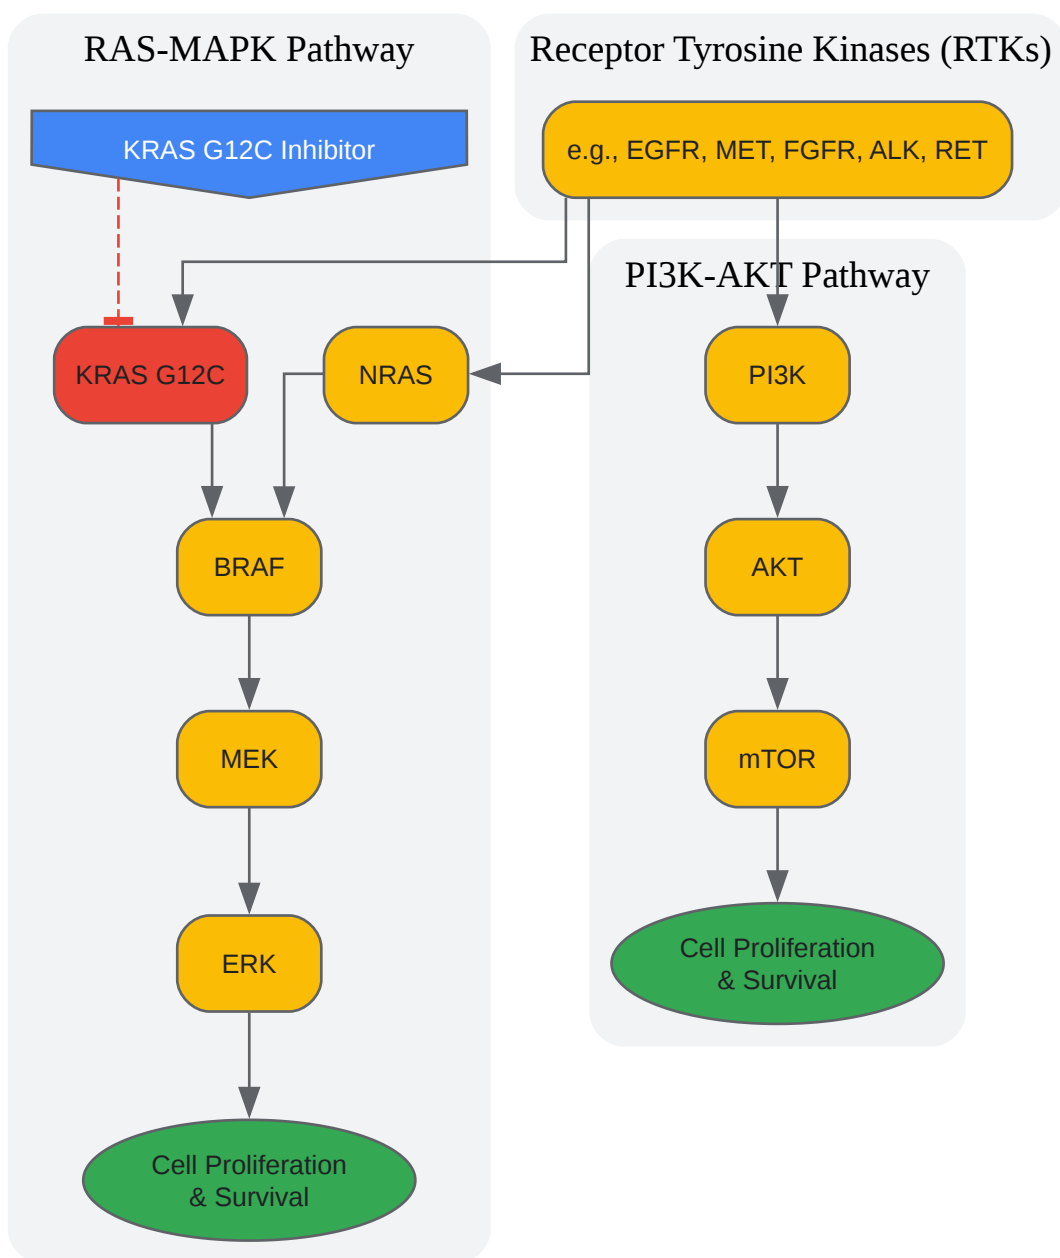 RAS-MAPK Pathway
Receptor Tyrosine Kinases (RTKs)
KRAS G12C Inhibitor
e.g., EGFR, MET, FGFR, ALK, RET
PI3K-AKT Pathway
KRAS G12C
NRAS
PI3K
BRAF
AKT
MEK
mTOR
ERK
Cell Proliferation
& Survival
Cell Proliferation
& Survival